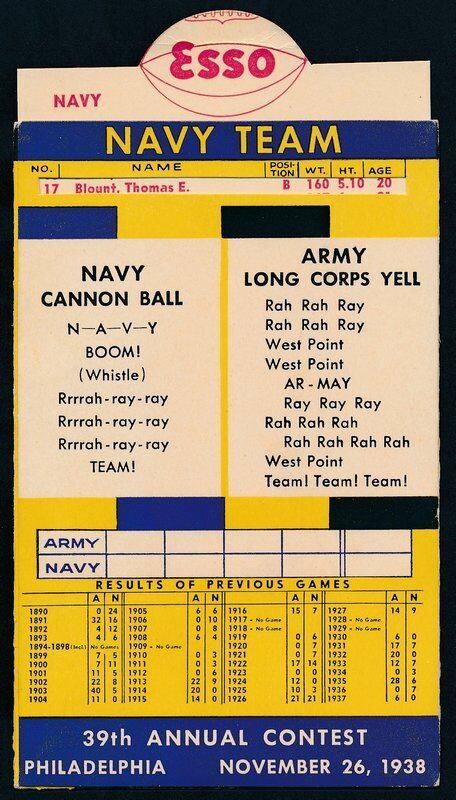 Esso
NAVY
NAVY TEAM
NO. NAME POSI-TION WT. HT. AGE
17 Blount, Thomas E. B 160 5.10 20
NAVY
CANNON BALL
N—A—V—Y
BOOM!
(Whistle)
Rrrrah-ray-ray
Rrrrah-ray-ray
Rrrrah-ray-ray
TEAM!
ARMY
LONG CORPS YELL
Rah Rah Ray
Rah Rah Ray
West Point
West Point
AR-MAY
Ray Ray Ray
Rah Rah Rah
Rah Rah Rah Rah
West Point
Team! Team! Team!
ARMY
NAVY
RESULTS OF PREVIOUS GAMES
A N
1890 0 24
1891 32 16
1892 4 12
1893 4 6
1894-1898 (Incl.) No Games
1899 7 5
1900 7 11
1901 11 5
1902 22 8
1903 40 5
1904 11 0
A N
1905 6 6
1906 0 10
1907 0 6
1908 6 4
1909 - No Game
1910 0 3
1911 0 3
1912 0 6
1913 22 9
1914 20 0
1915 14 0
A N
1916 15 7
1917 - No Game
1918 - No Game
1919 0 6
1920 0 7
1921 0 7
1922 17 14
1923 0 0
1924 12 0
1925 10 3
1926 21 21
A N
1927 14 9
1928 - No Game
1929 - No Game
1930 6 0
1931 17 7
1932 20 0
1933 12 7
1934 0 3
1935 28 6
1936 0 7
1937 6 0
39th ANNUAL CONTEST
PHILADELPHIA NOVEMBER 26, 1938